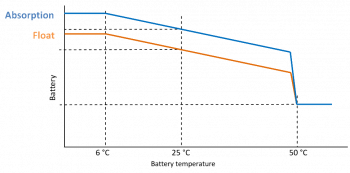 Absorption
Float
Battery
6 °C
25 °C
50 °C
Battery temperature